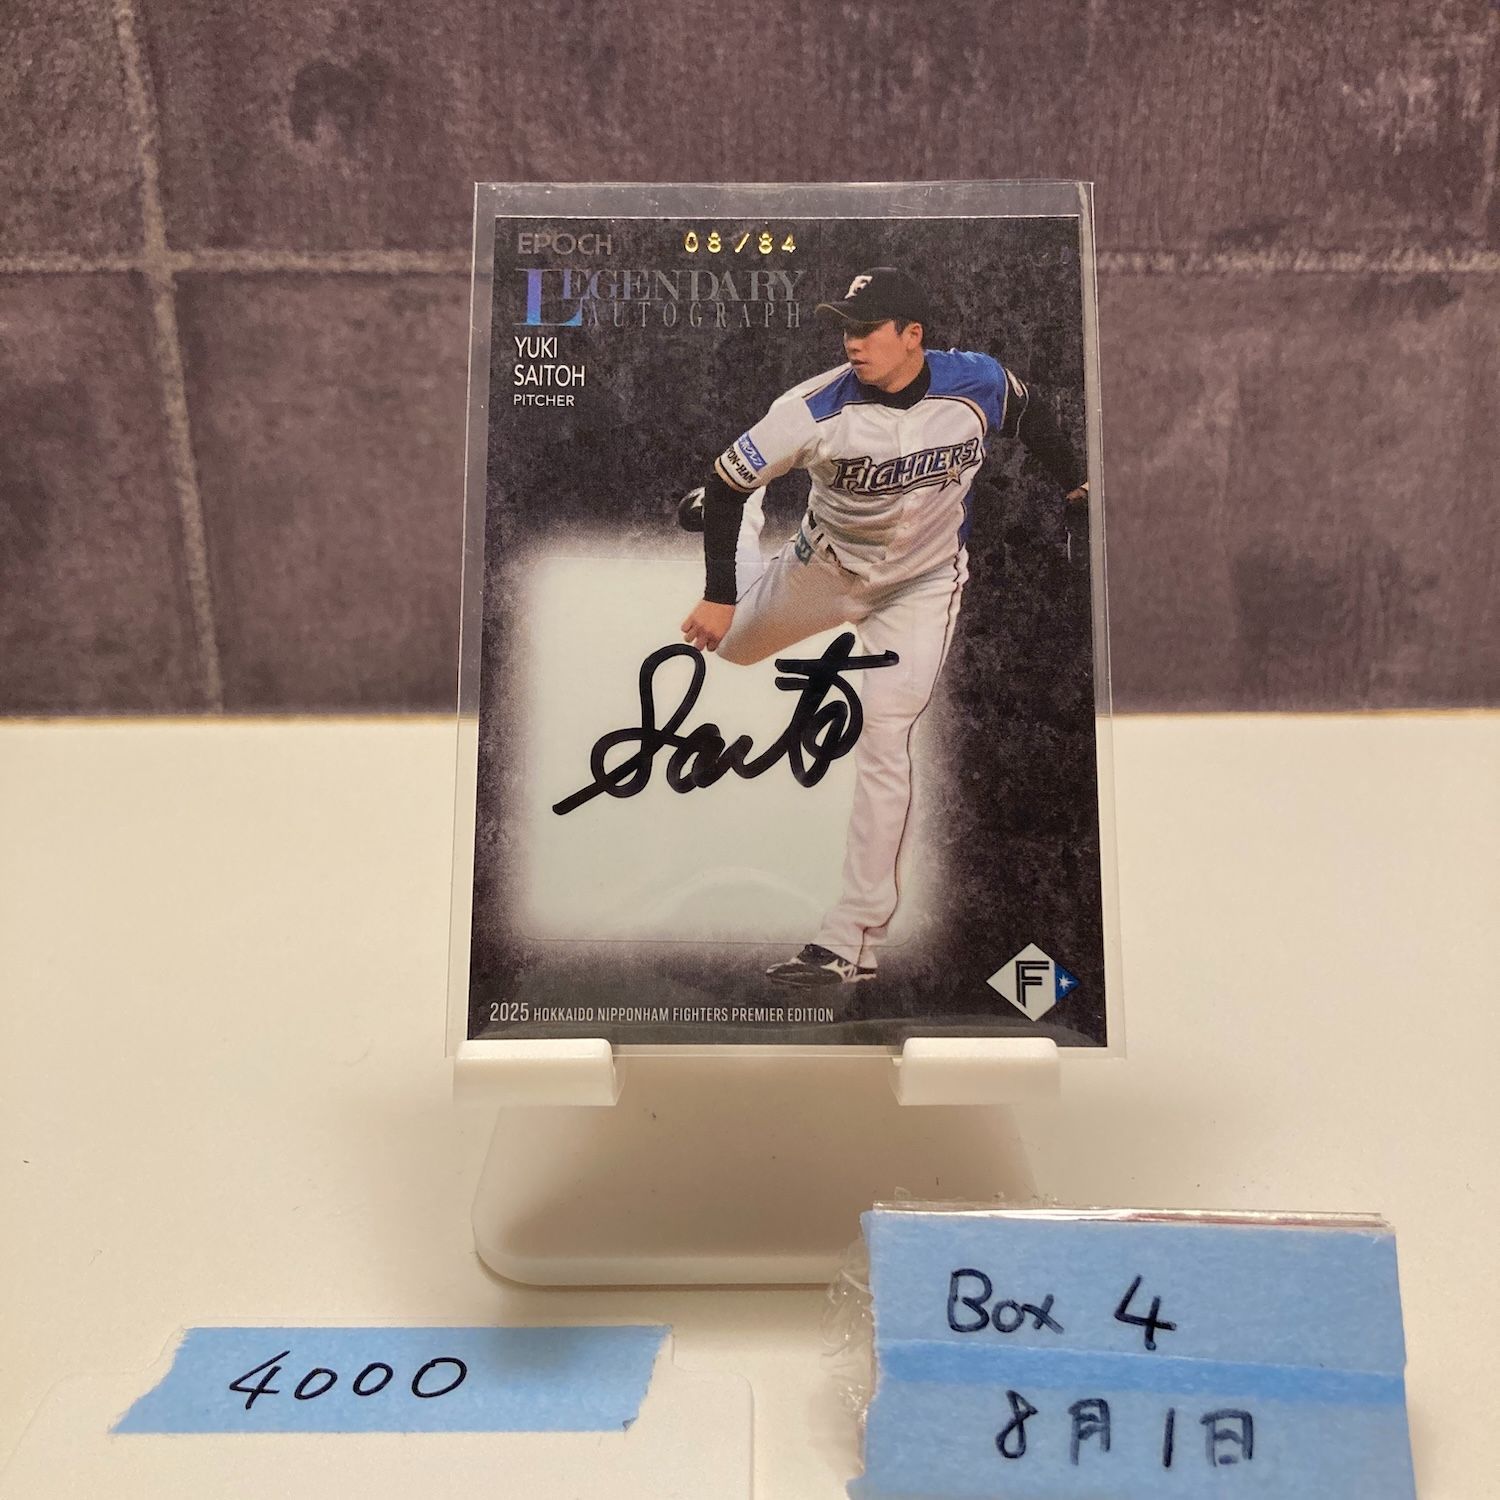 EPOCH 08/84
LEGENDARY
AUTOGRAPH
YUKI
SAITOH
PITCHER
FIGHTERS
Saito
F
2025 HOKKAIDO NIPPONHAM FIGHTERS PREMIER EDITION
Box 4
4000
8月1日